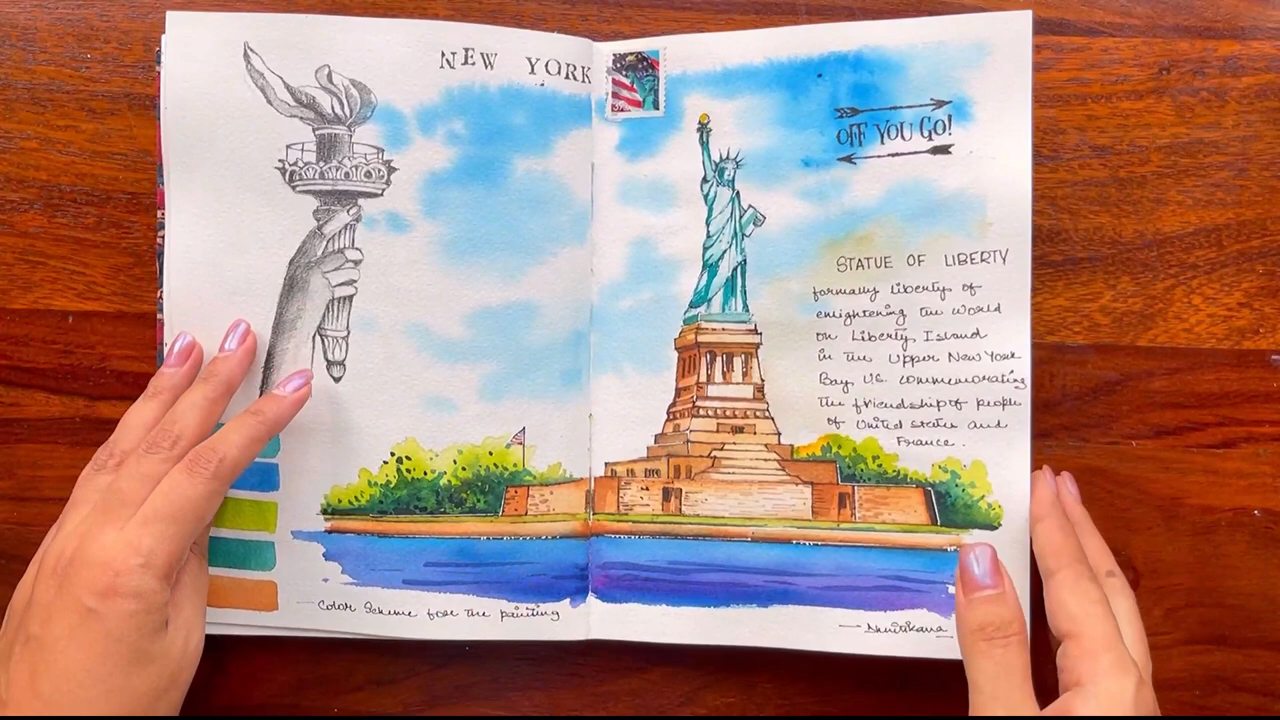 NEW YORK
OFF YOU GO!
STATUE OF LIBERTY
formally Liberty of
enlightening the World
on Liberty Island
in the Upper New York
Bay, U.S. commemorating
the friendship of people
of United States and
France.
— Color Scheme for the painting